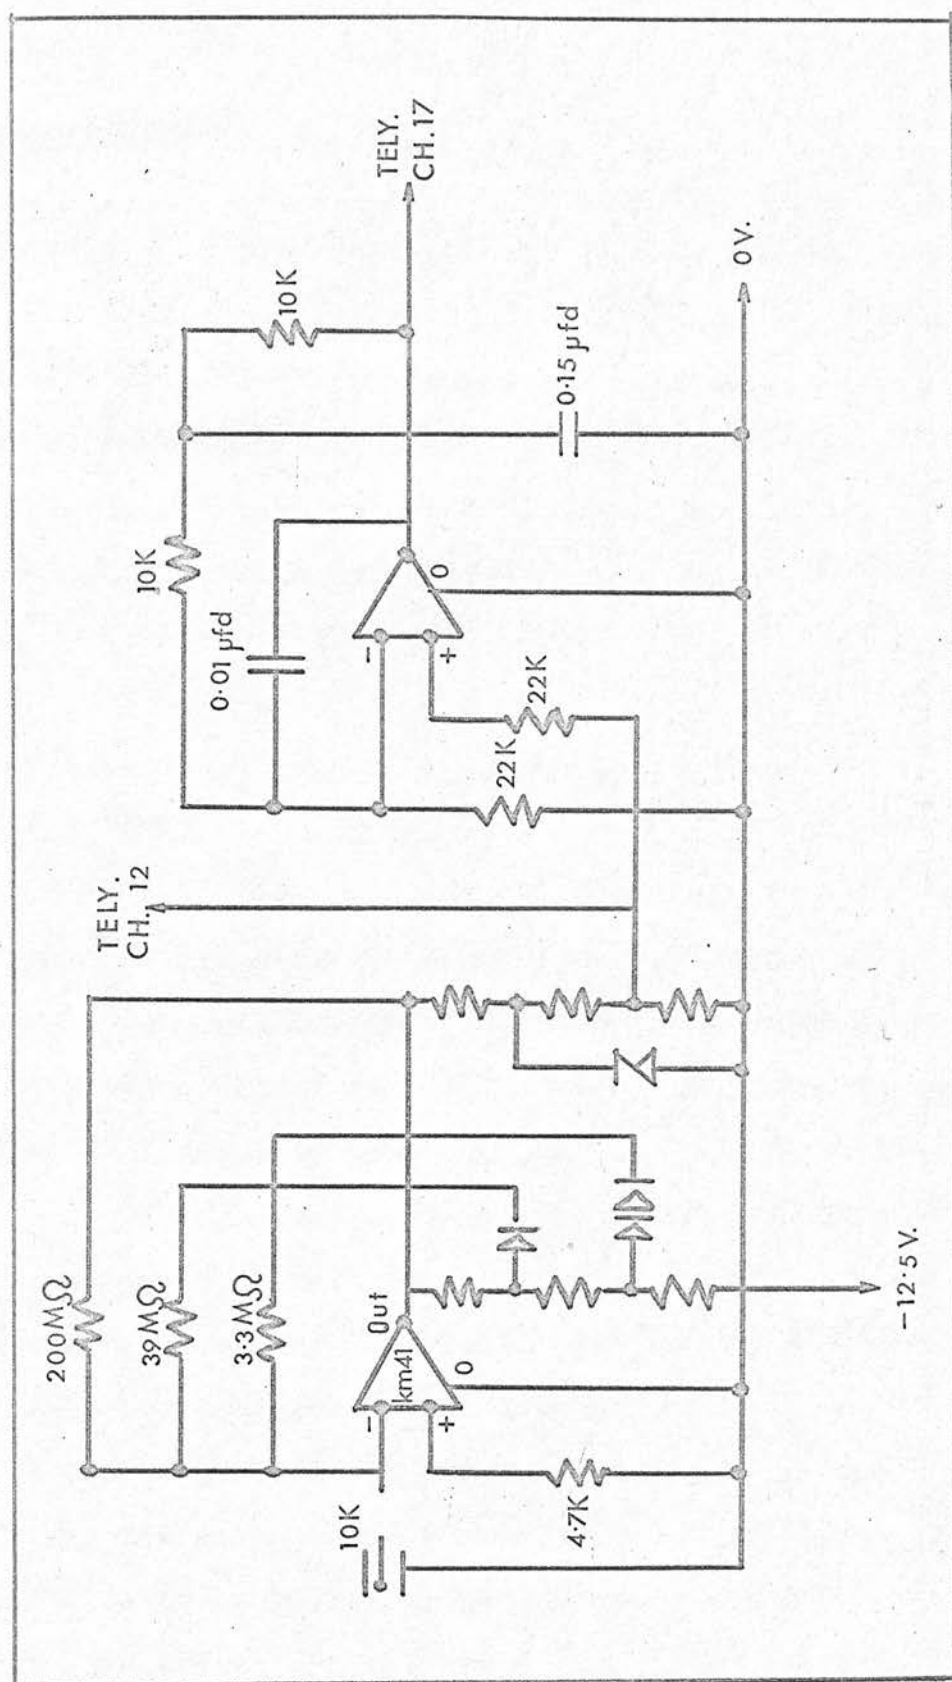 200MΩ
39MΩ
3·3MΩ
10K
km41
-
+
Out
0
4·7K
-12·5 V.
TELY.
CH. 12
0·01 µfd
10K
10K
-
+
0
22K
22K
0·15 µfd
TELY.
CH.17
0V.